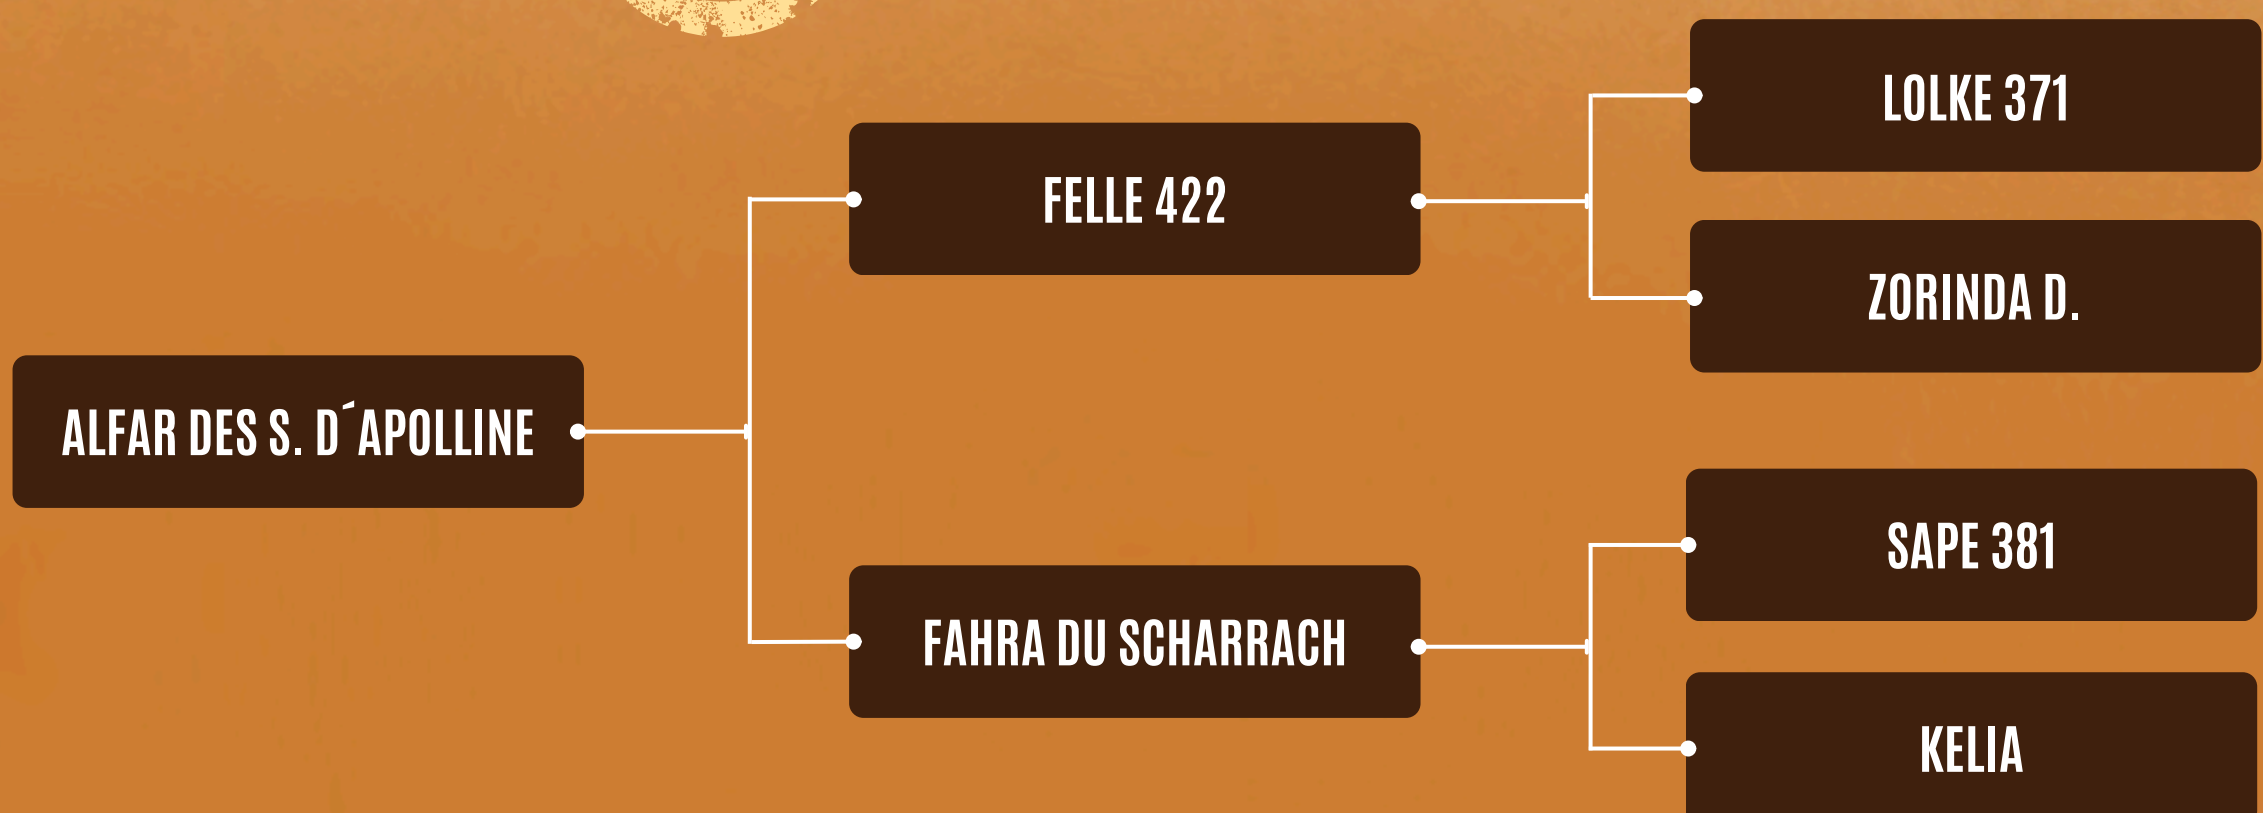 LOLKE 371
FELLE 422
ZORINDA D.
ALFAR DES S. D´APOLLINE
SAPE 381
FAHRA DU SCHARRACH
KELIA